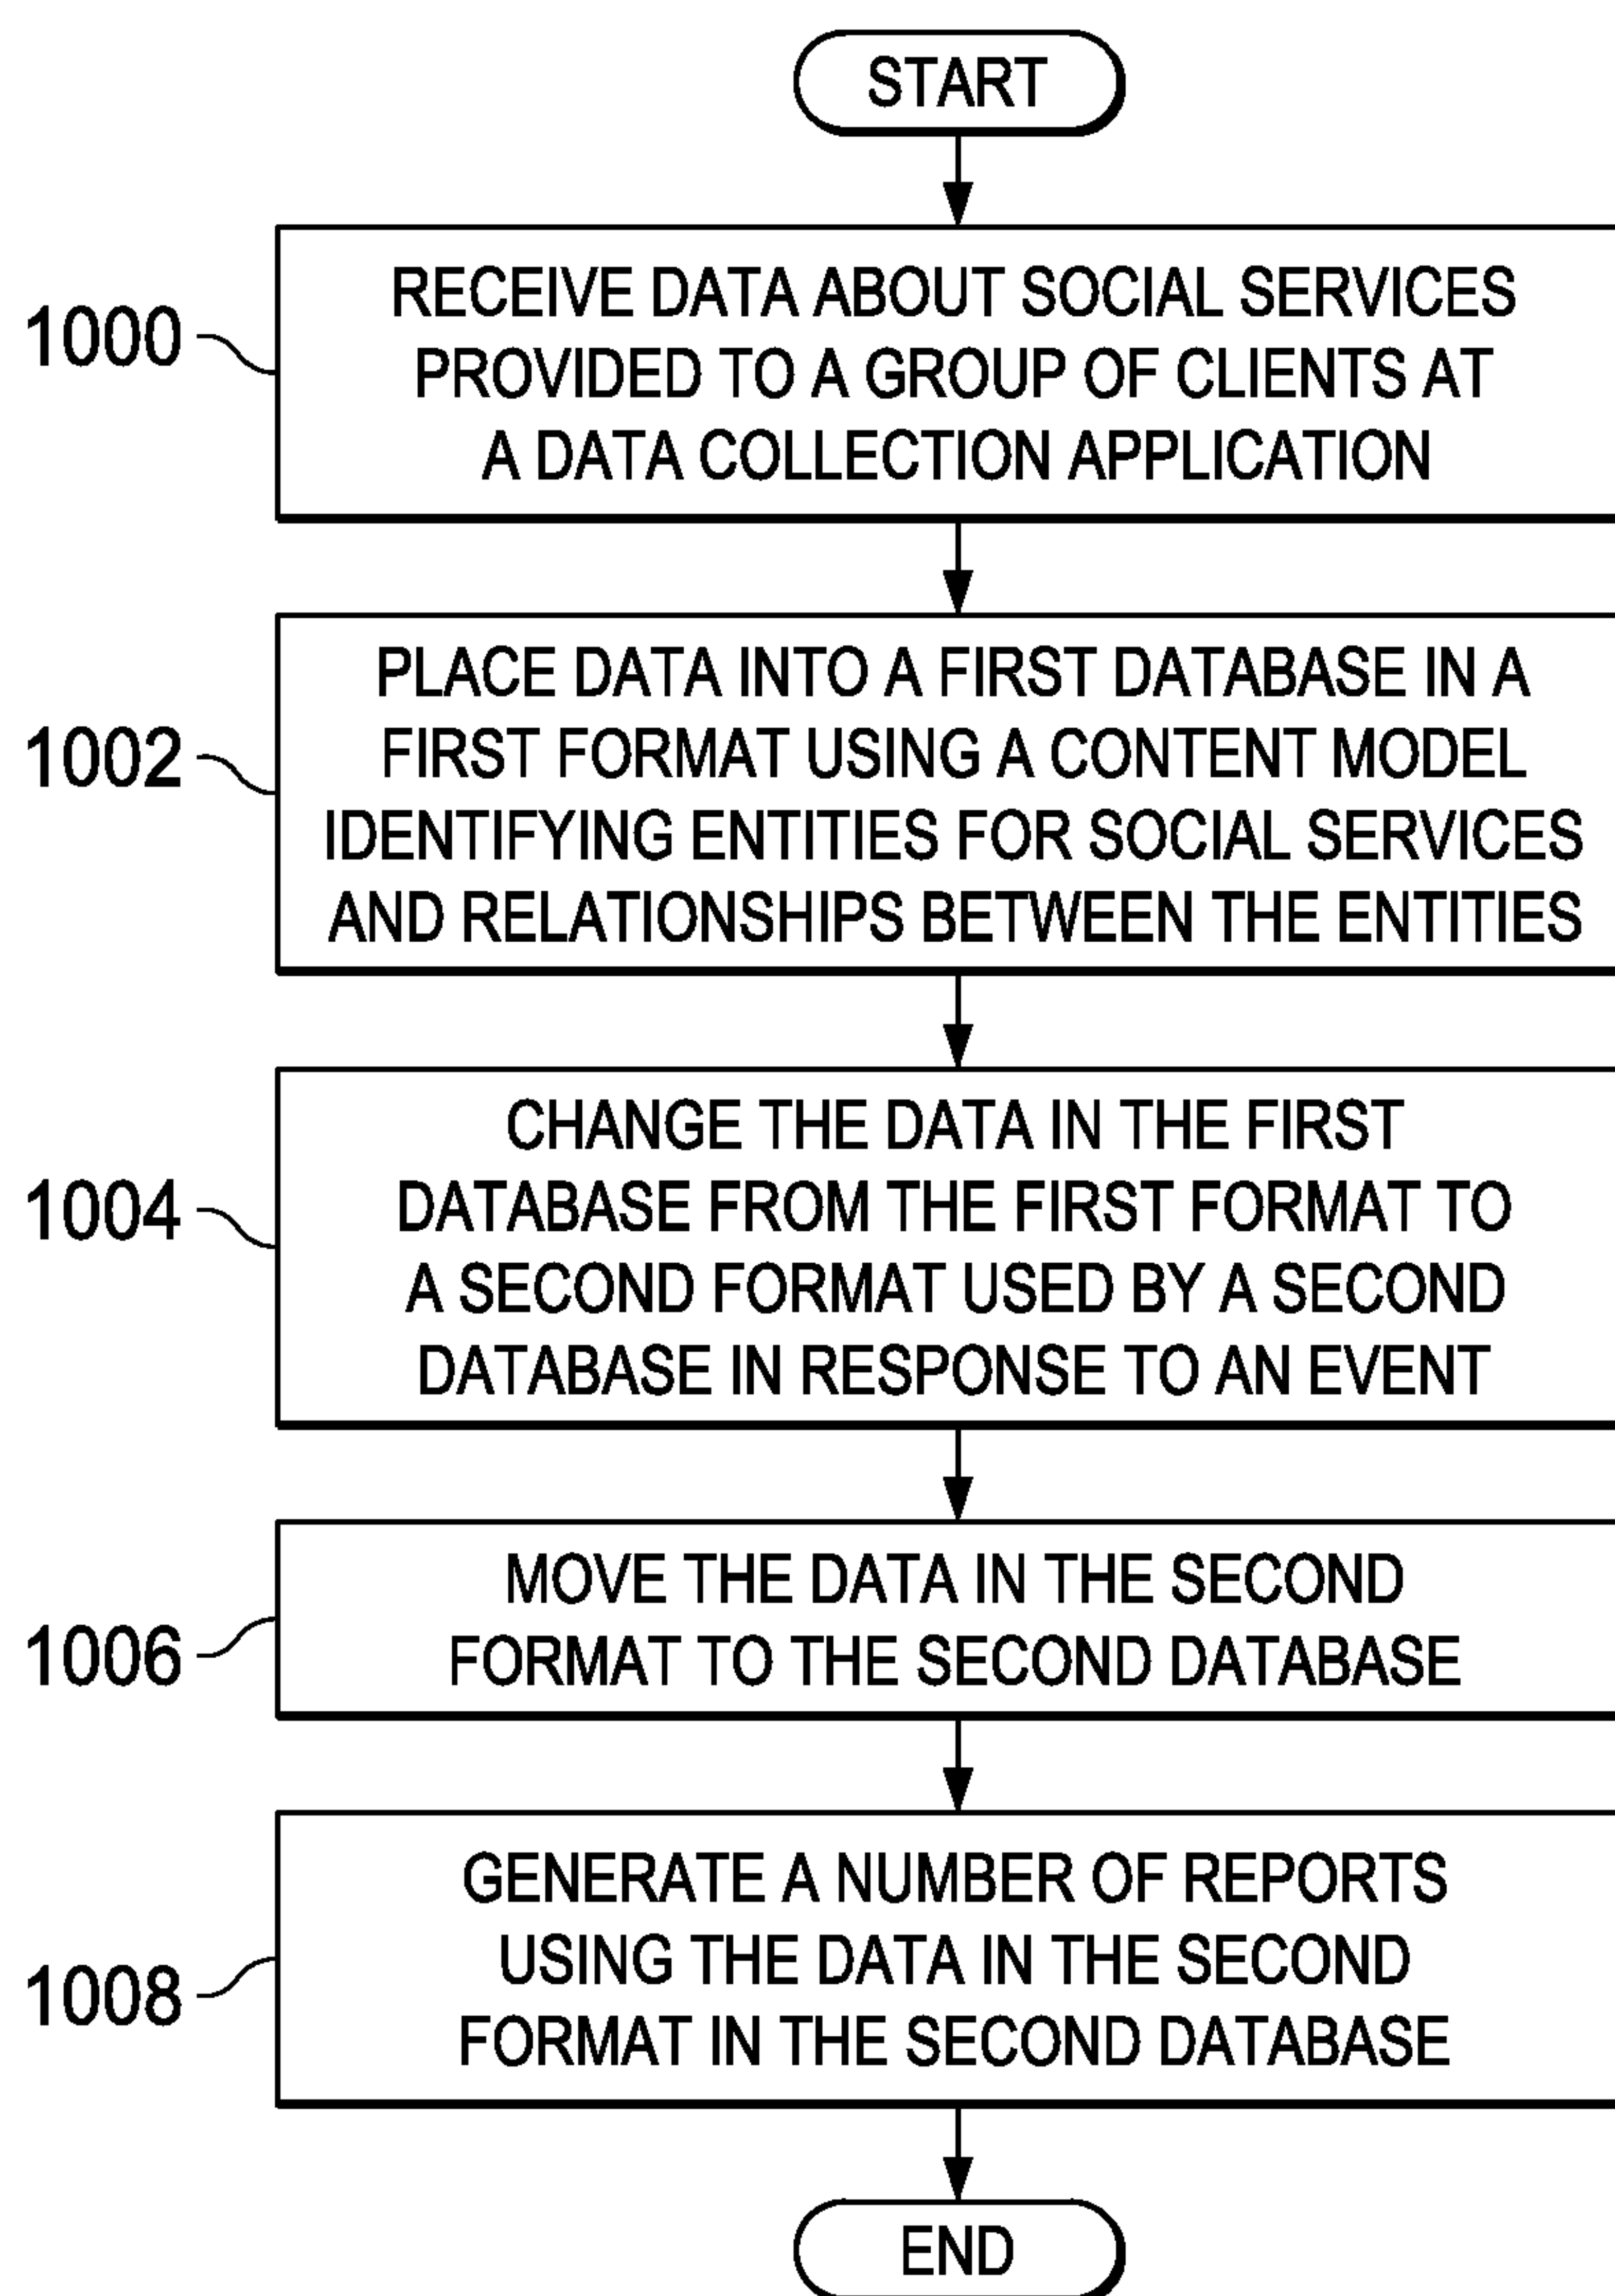 START
1000
RECEIVE DATA ABOUT SOCIAL SERVICES
PROVIDED TO A GROUP OF CLIENTS AT
A DATA COLLECTION APPLICATION
1002
PLACE DATA INTO A FIRST DATABASE IN A
FIRST FORMAT USING A CONTENT MODEL
IDENTIFYING ENTITIES FOR SOCIAL SERVICES
AND RELATIONSHIPS BETWEEN THE ENTITIES
1004
CHANGE THE DATA IN THE FIRST
DATABASE FROM THE FIRST FORMAT TO
A SECOND FORMAT USED BY A SECOND
DATABASE IN RESPONSE TO AN EVENT
1006
MOVE THE DATA IN THE SECOND
FORMAT TO THE SECOND DATABASE
1008
GENERATE A NUMBER OF REPORTS
USING THE DATA IN THE SECOND
FORMAT IN THE SECOND DATABASE
END